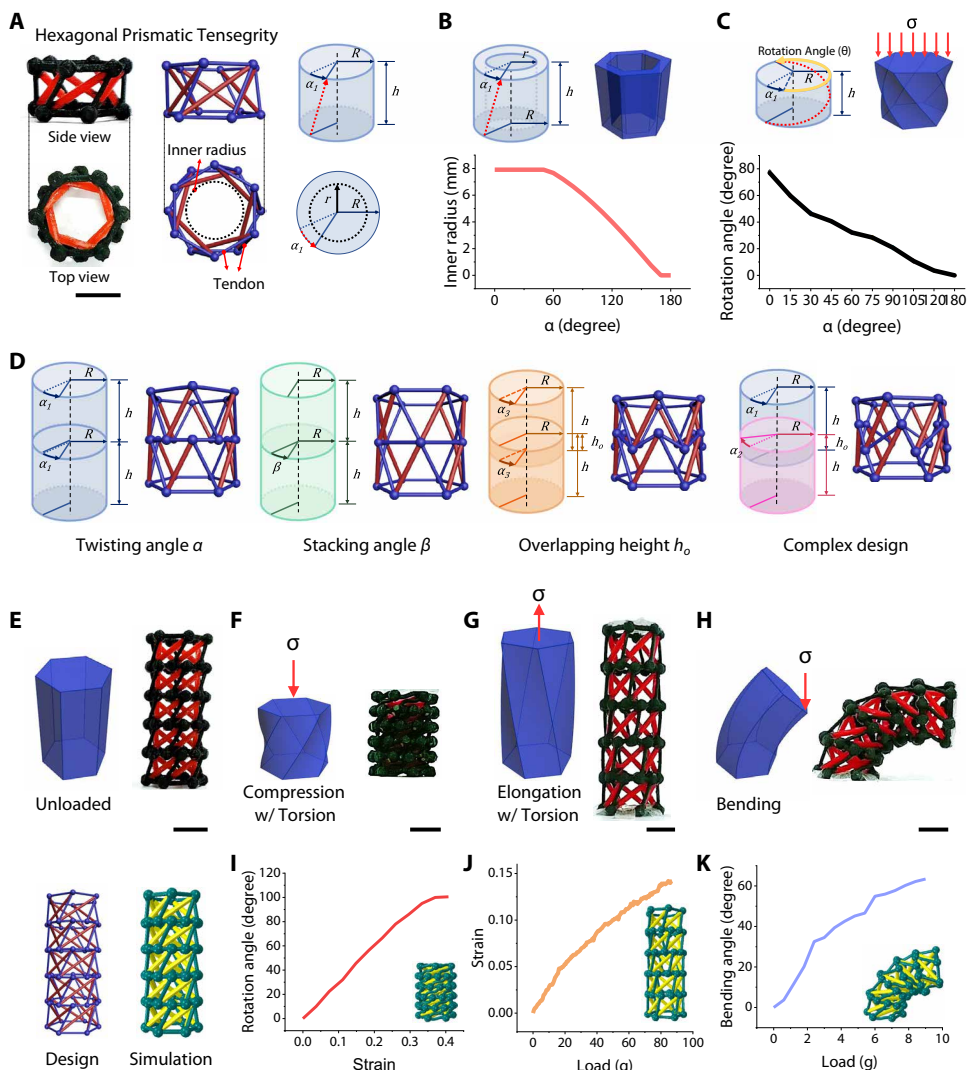 A
Hexagonal Prismatic Tensegrity
Side view
Top view
Inner radius
Tendon
R
α1
h
r
R
α1
B
r
α1
h
R
Inner radius (mm)
8
6
4
2
0
0 60 120 180
α (degree)
C
σ
Rotation Angle (θ)
α1
R
h
Rotation angle (degree)
80
60
40
20
0
0 15 30 45 60 75 90 105 120 180
α (degree)
D
R
α1
h
R
α1
h
Twisting angle α
R
h
R
β
h
Stacking angle β
R
α3
h
R
ho
α3
h
Overlapping height ho
R
α1
h
R
ho
α2
h
Complex design
E
Unloaded
F
σ
Compression
w/ Torsion
G
σ
Elongation
w/ Torsion
H
σ
Bending
Design
Simulation
I
Rotation angle (degree)
120
100
80
60
40
20
0
0.0 0.1 0.2 0.3 0.4
Strain
J
Strain
0.15
0.10
0.05
0.00
0 20 40 60 80 100
Load (g)
K
Bending angle (degree)
60
40
20
0
0 2 4 6 8 10
Load (g)